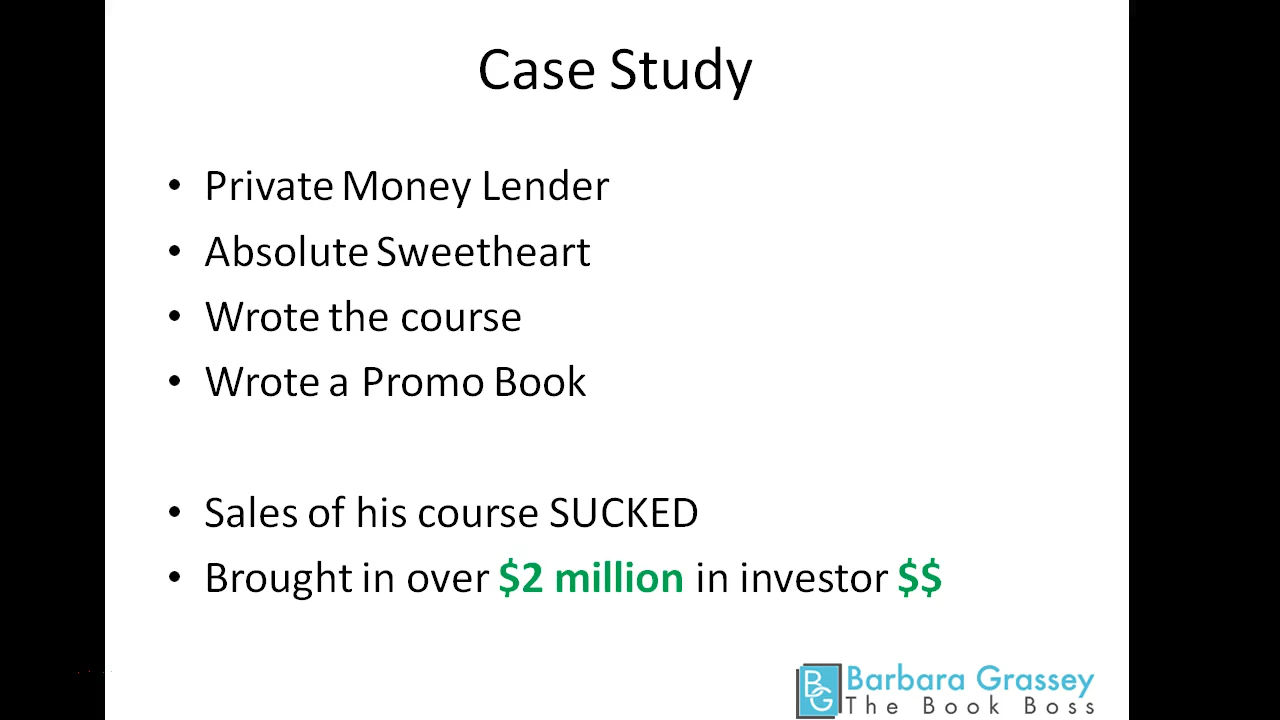 Case Study
• Private Money Lender
• Absolute Sweetheart
• Wrote the course
• Wrote a Promo Book
• Sales of his course SUCKED
• Brought in over $2 million in investor $$
BG Barbara Grassey
The Book Boss